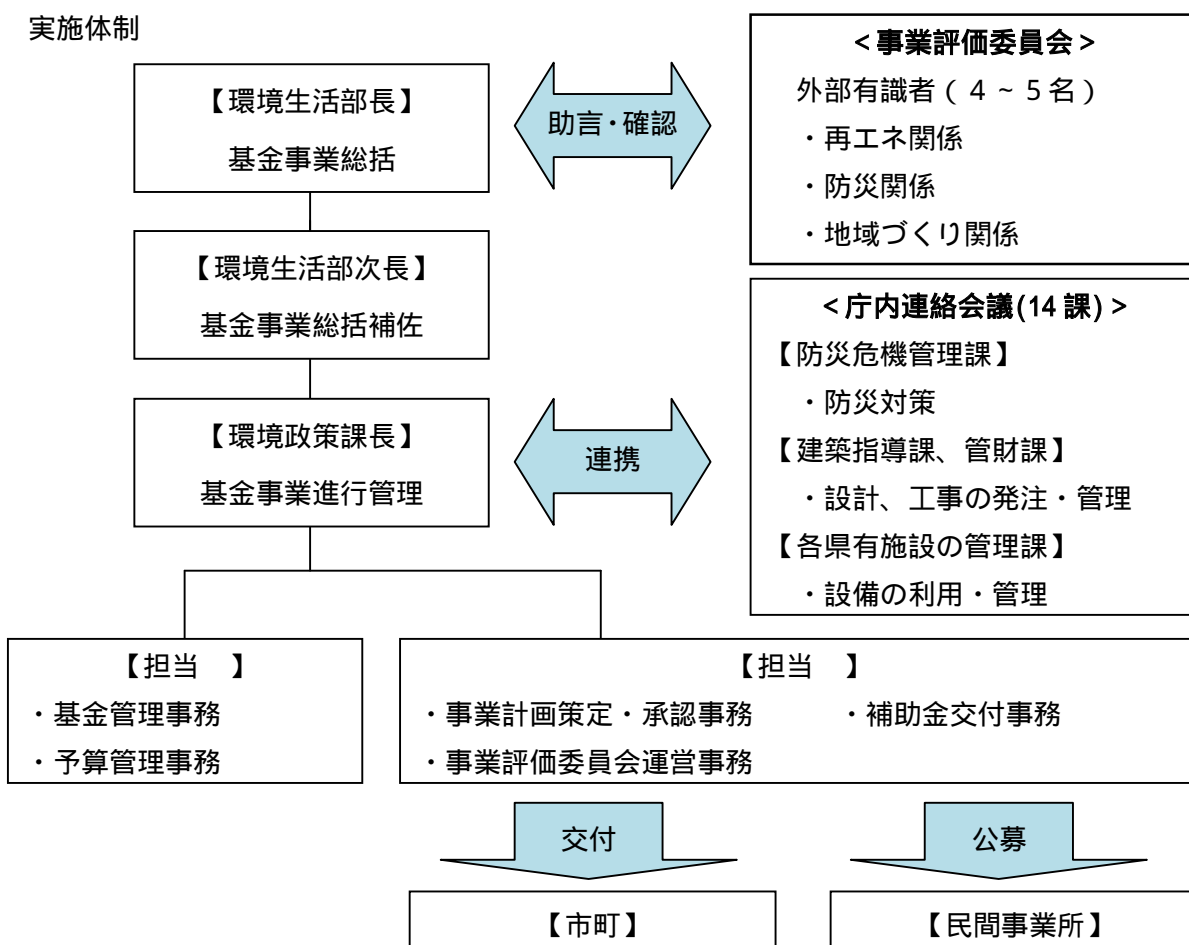 実施体制
【環境生活部長】
基金事業総括
助言・確認
＜事業評価委員会＞
外部有識者（４～５名）
・再エネ関係
・防災関係
・地域づくり関係
【環境生活部次長】
基金事業総括補佐
＜庁内連絡会議(14 課)＞
【防災危機管理課】
・防災対策
【建築指導課、管財課】
・設計、工事の発注・管理
【各県有施設の管理課】
・設備の利用・管理
【環境政策課長】
基金事業進行管理
連携
【担当　】
・基金管理事務
・予算管理事務
【担当　】
・事業計画策定・承認事務　　・補助金交付事務
・事業評価委員会運営事務
交付
公募
【市町】
【民間事業所】